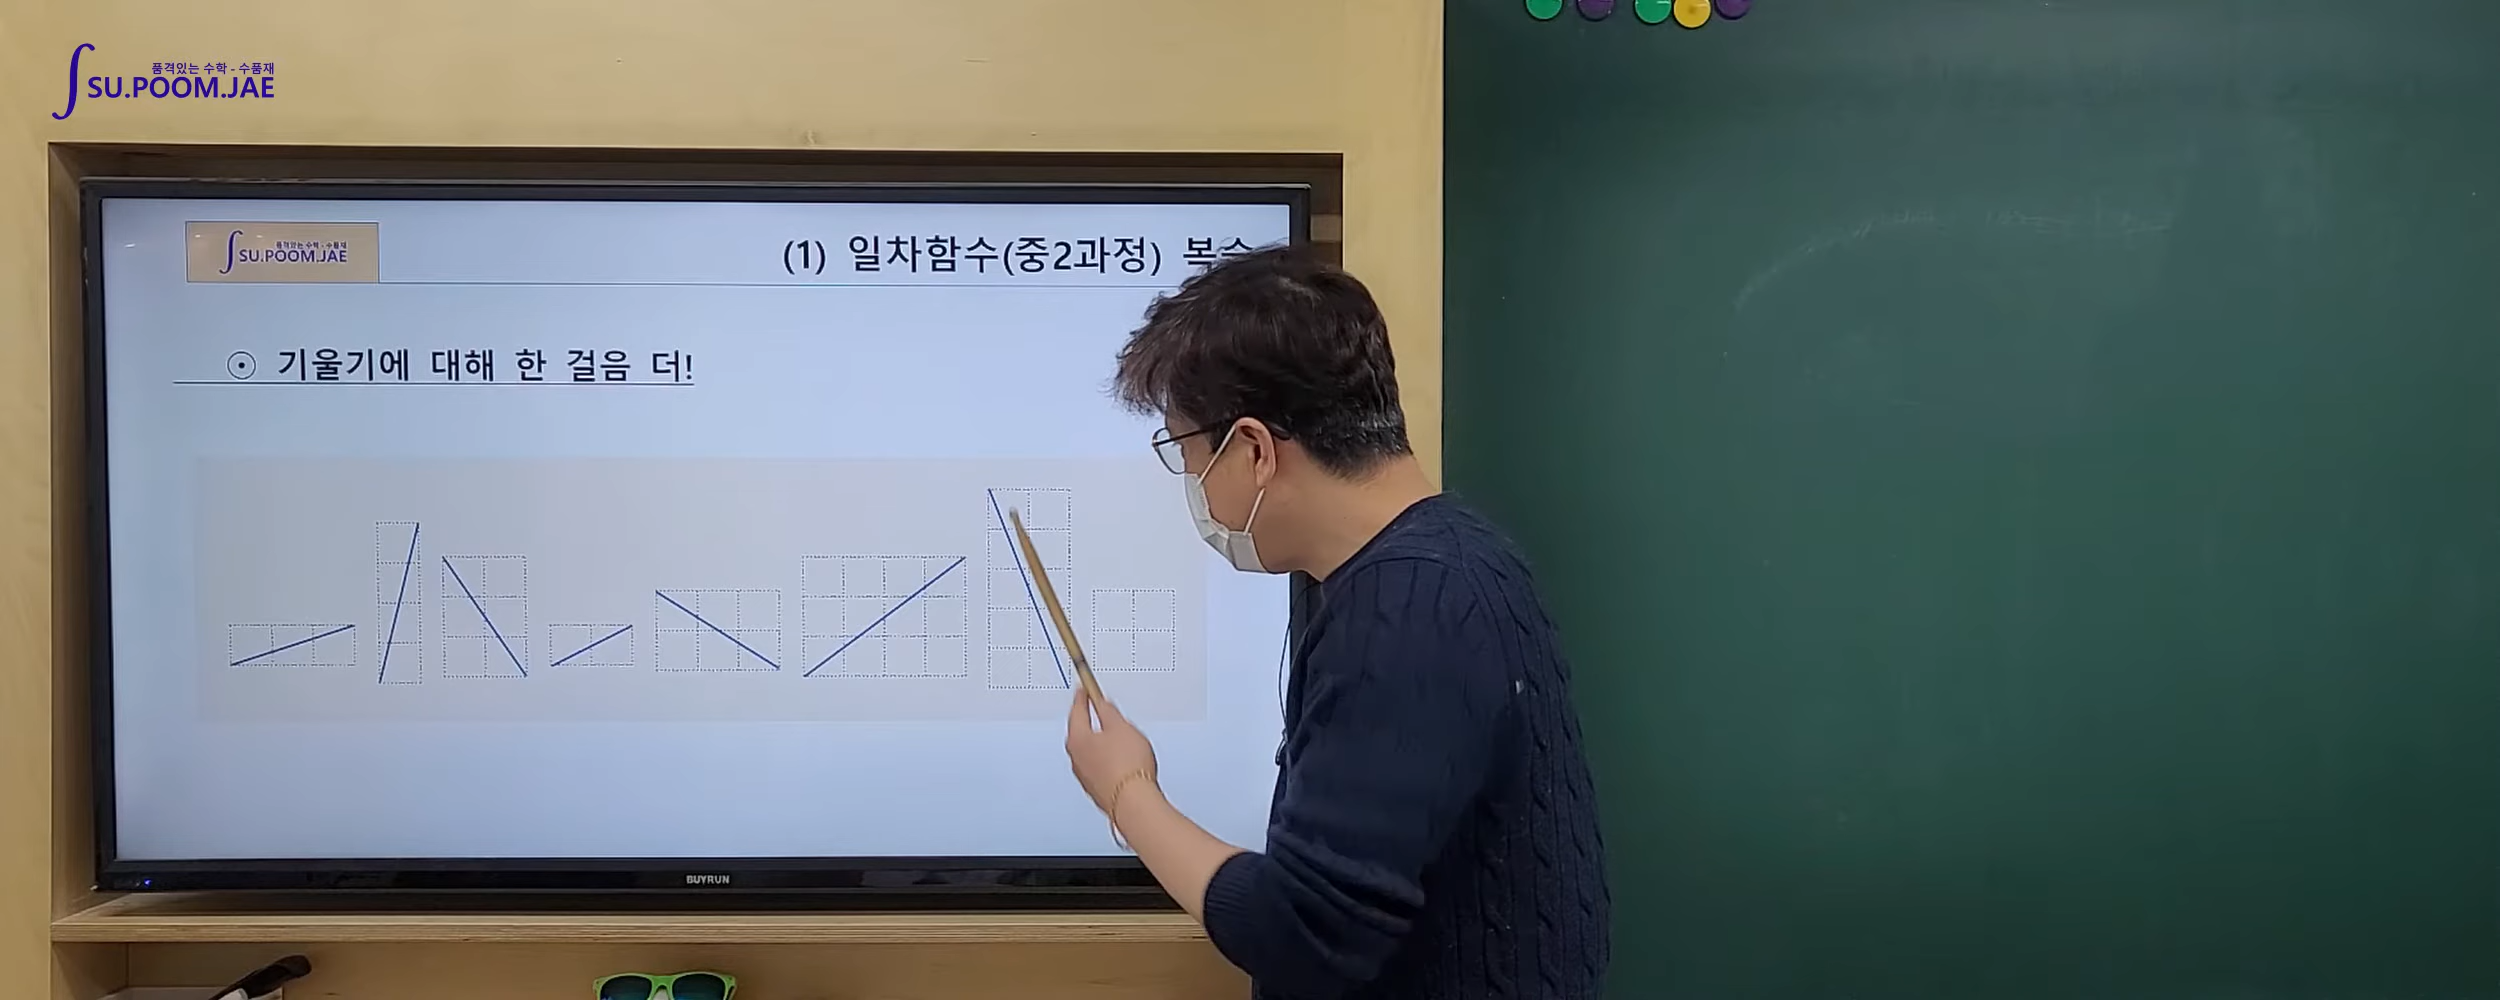 품격있는 수학 - 수품재
SU.POOM.JAE
품격있는 수학 - 수품재
SU.POOM.JAE
(1) 일차함수(중2과정) 복습
⊙ 기울기에 대해 한 걸음 더!
BUYRUN